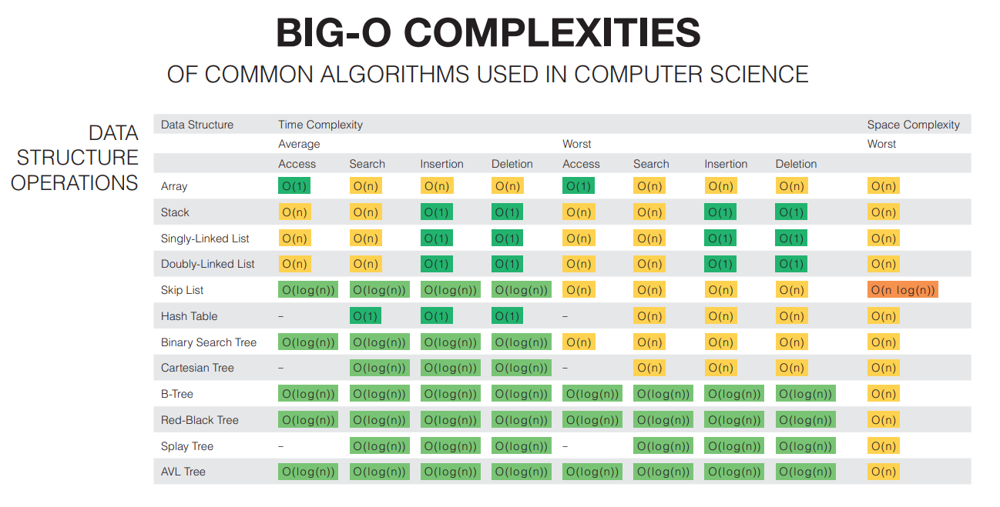 BIG-O COMPLEXITIES
OF COMMON ALGORITHMS USED IN COMPUTER SCIENCE
DATA
STRUCTURE
OPERATIONS
Data Structure Time Complexity Space Complexity
Average Worst Worst
Access Search Insertion Deletion Access Search Insertion Deletion
Array O(1) O(n) O(n) O(n) O(1) O(n) O(n) O(n) O(n)
Stack O(n) O(n) O(1) O(1) O(n) O(n) O(1) O(1) O(n)
Singly-Linked List O(n) O(n) O(1) O(1) O(n) O(n) O(1) O(1) O(n)
Doubly-Linked List O(n) O(n) O(1) O(1) O(n) O(n) O(1) O(1) O(n)
Skip List O(log(n)) O(log(n)) O(log(n)) O(log(n)) O(n) O(n) O(n) O(n) O(n log(n))
Hash Table – O(1) O(1) O(1) – O(n) O(n) O(n) O(n)
Binary Search Tree O(log(n)) O(log(n)) O(log(n)) O(log(n)) O(n) O(n) O(n) O(n) O(n)
Cartesian Tree – O(log(n)) O(log(n)) O(log(n)) – O(n) O(n) O(n) O(n)
B-Tree O(log(n)) O(log(n)) O(log(n)) O(log(n)) O(log(n)) O(log(n)) O(log(n)) O(log(n)) O(n)
Red-Black Tree O(log(n)) O(log(n)) O(log(n)) O(log(n)) O(log(n)) O(log(n)) O(log(n)) O(log(n)) O(n)
Splay Tree – O(log(n)) O(log(n)) O(log(n)) – O(log(n)) O(log(n)) O(log(n)) O(n)
AVL Tree O(log(n)) O(log(n)) O(log(n)) O(log(n)) O(log(n)) O(log(n)) O(log(n)) O(log(n)) O(n)